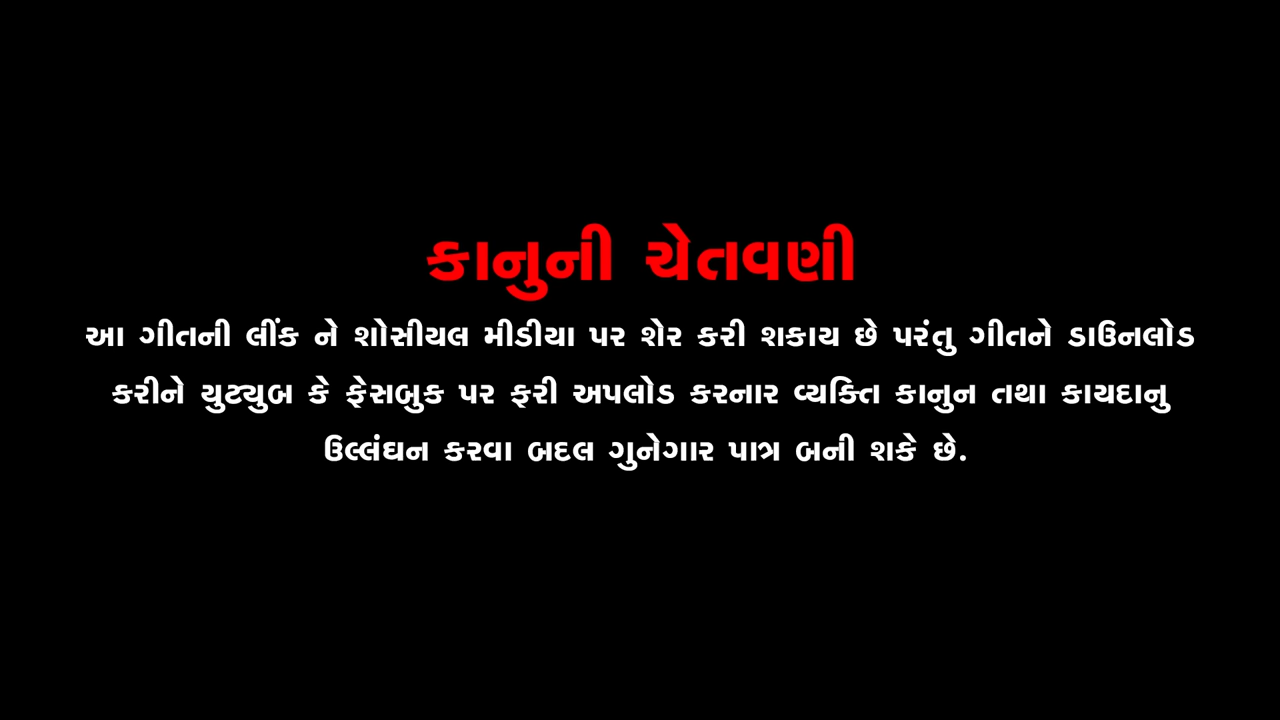 કાનુની ચેતવણી
આ ગીતની લીંક ને શોસીયલ મીડીયા પર શેર કરી શકાય છે પરંતુ ગીતને ડાઉનલોડ
કરીને યુટ્યુબ કે ફેસબુક પર ફરી અપલોડ કરનાર વ્યક્તિ કાનુન તથા કાયદાનુ
ઉલ્લંઘન કરવા બદલ ગુનેગાર પાત્ર બની શકે છે.